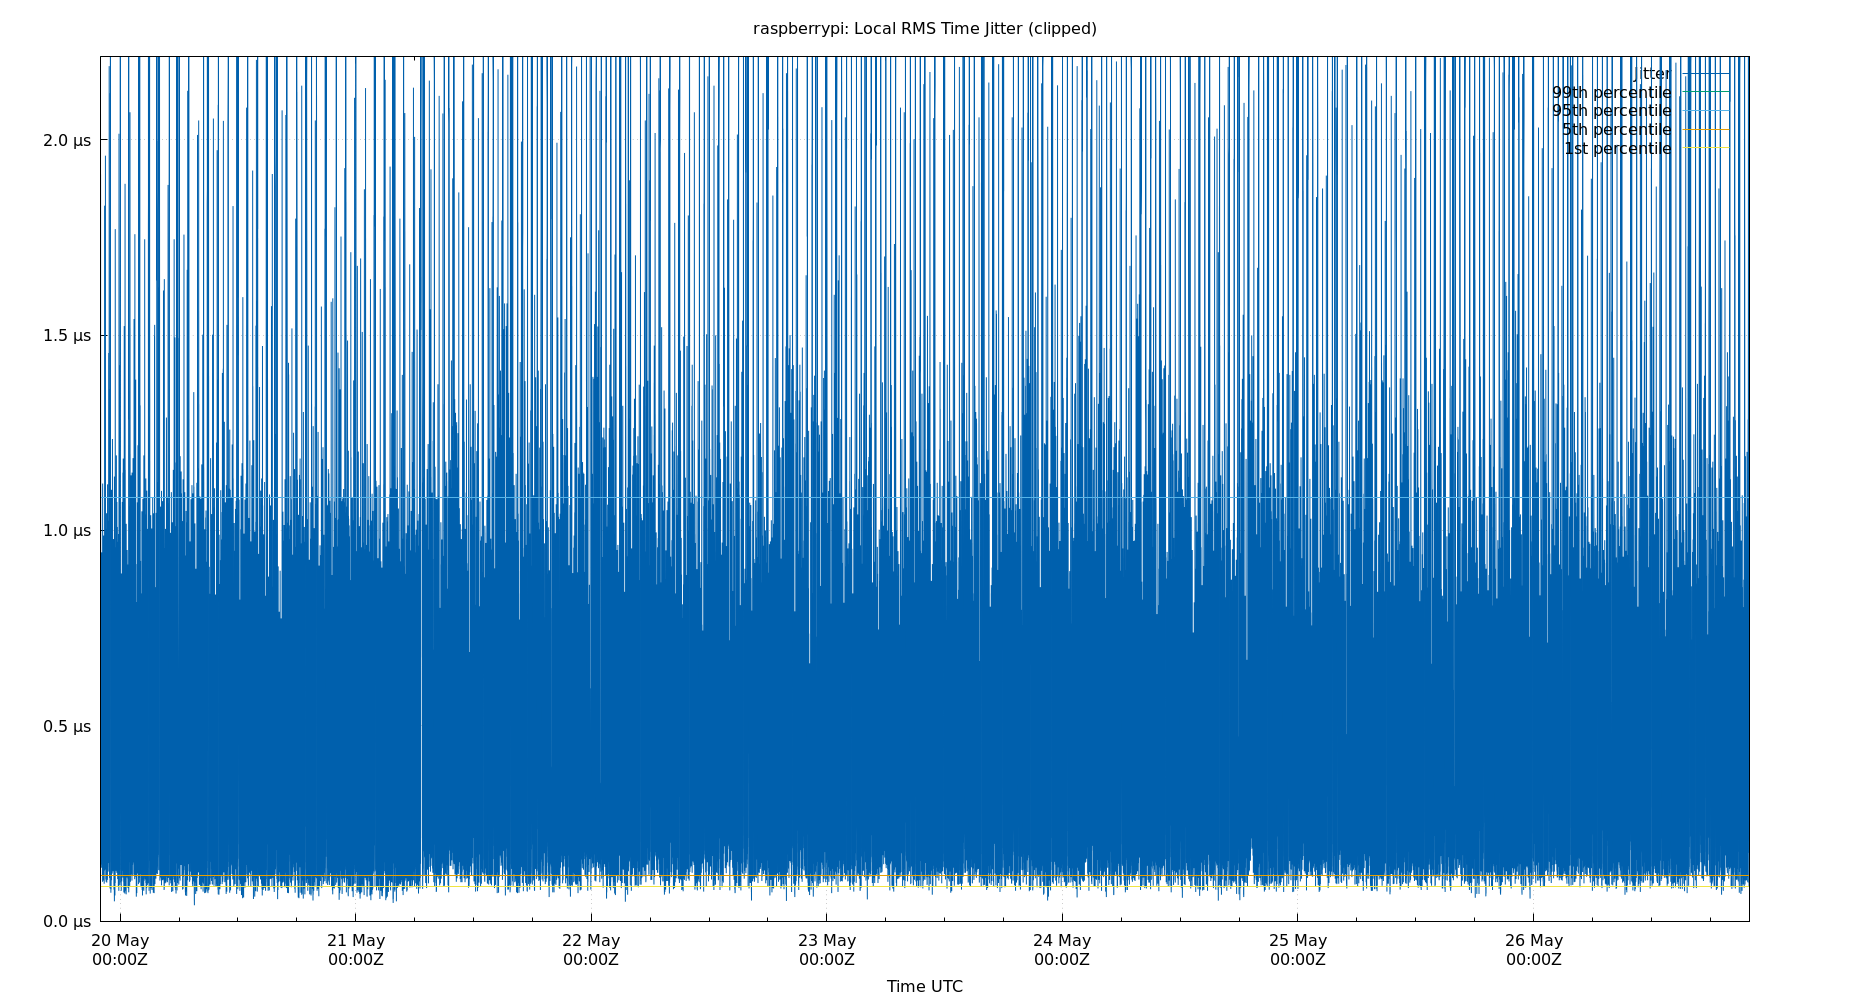 raspberrypi: Local RMS Time Jitter (clipped)
Jitter
99th percentile
95th percentile
5th percentile
1st percentile
2.0 µs
1.5 µs
1.0 µs
0.5 µs
0.0 µs
20 May 21 May 22 May 23 May 24 May 25 May 26 May
00:00Z 00:00Z 00:00Z 00:00Z 00:00Z 00:00Z 00:00Z
Time UTC